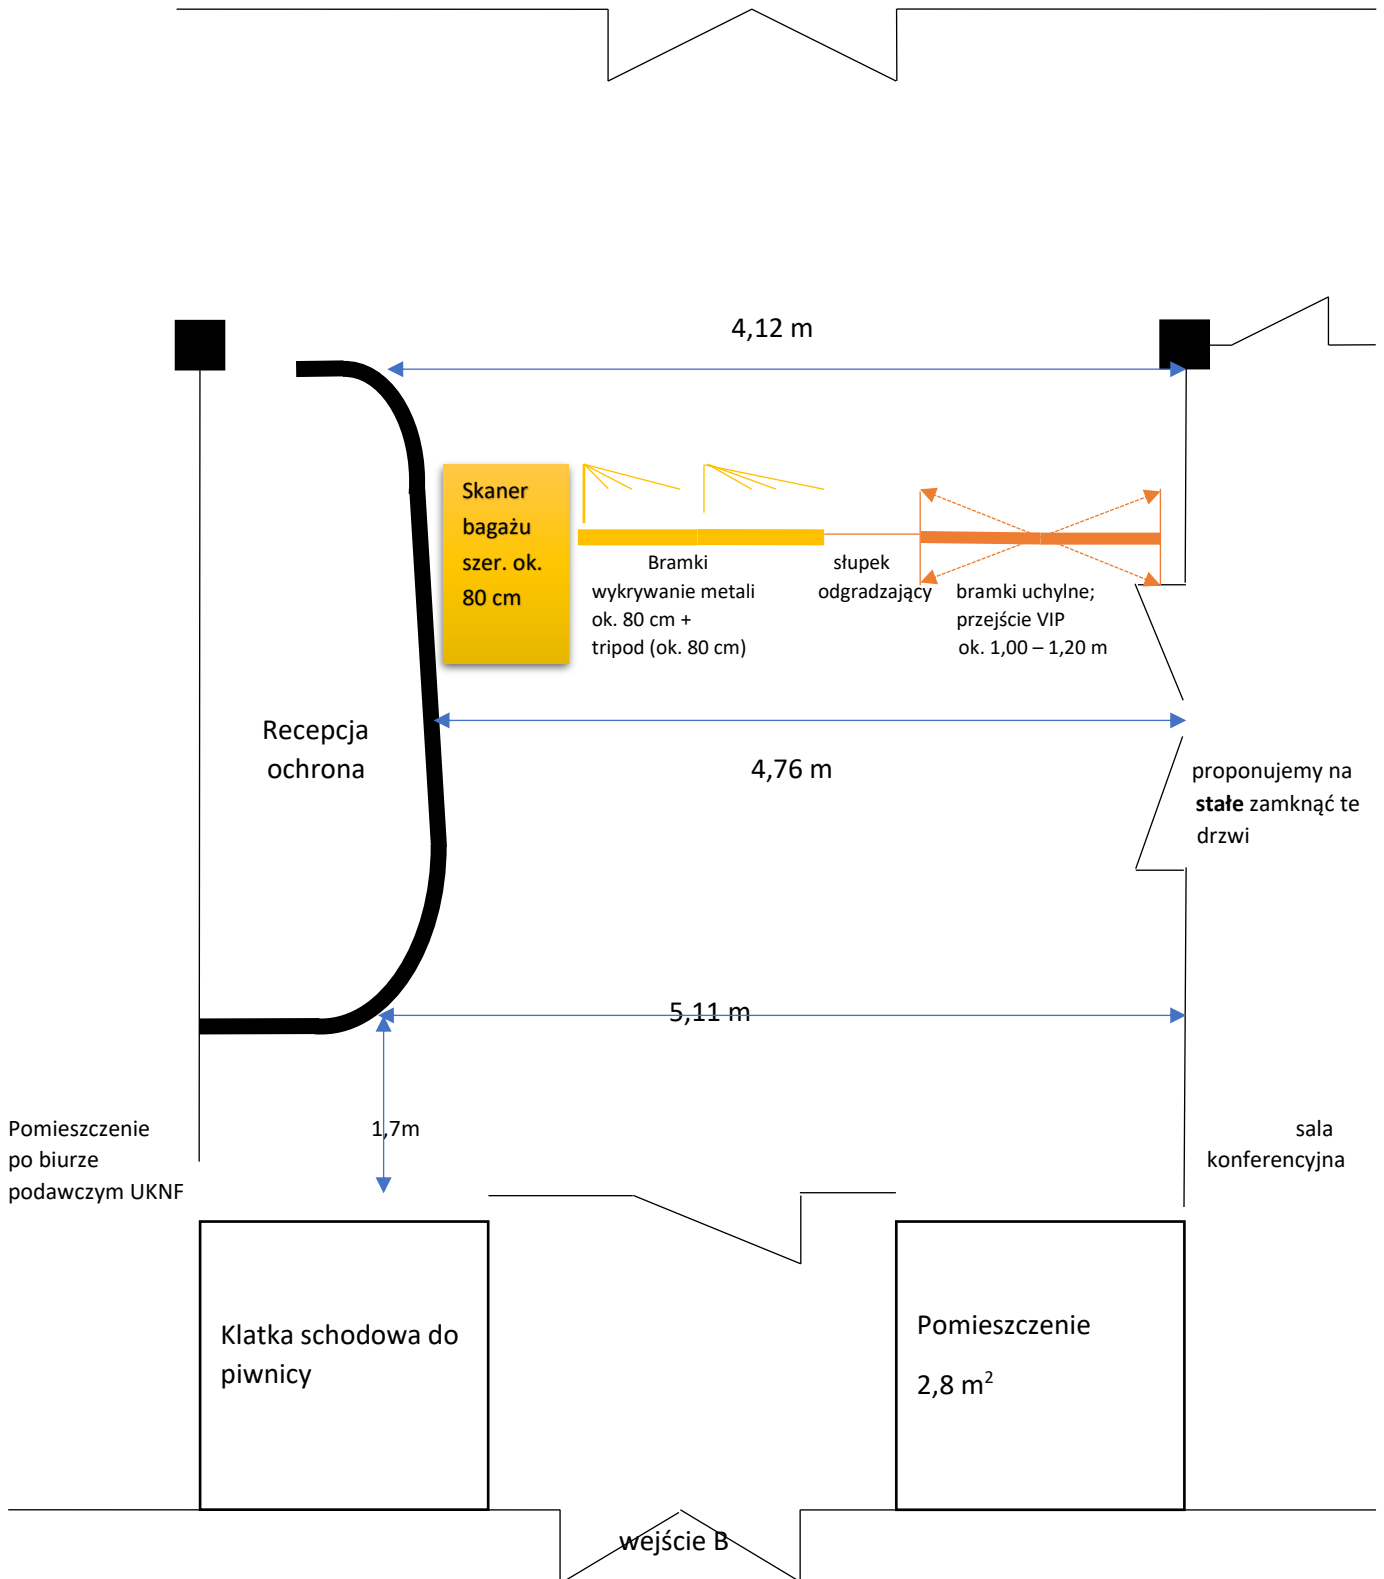 4,12 m
Skaner
bagażu
szer. ok.
80 cm
Bramki
wykrywanie metali
ok. 80 cm +
tripod (ok. 80 cm)
słupek
odgradzający
bramki uchylne;
przejście VIP
ok. 1,00 – 1,20 m
Recepcja
ochrona
4,76 m
proponujemy na
stałe zamknąć te
drzwi
5,11 m
Pomieszczenie
po biurze
podawczym UKNF
1,7m
sala
konferencyjna
Klatka schodowa do
piwnicy
Pomieszczenie
2,8 m²
wejście B